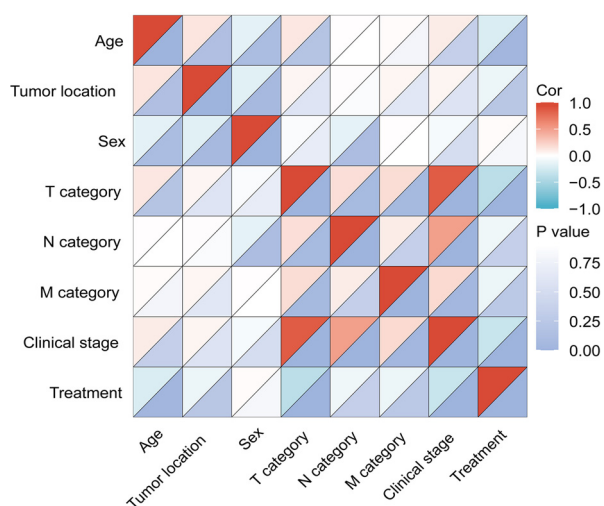 Age
Tumor location
Sex
T category
N category
M category
Clinical stage
Treatment
Age
Tumor location
Sex
T category
N category
M category
Clinical stage
Treatment
Cor
1.0
0.5
0.0
−0.5
−1.0
P value
0.75
0.50
0.25
0.00